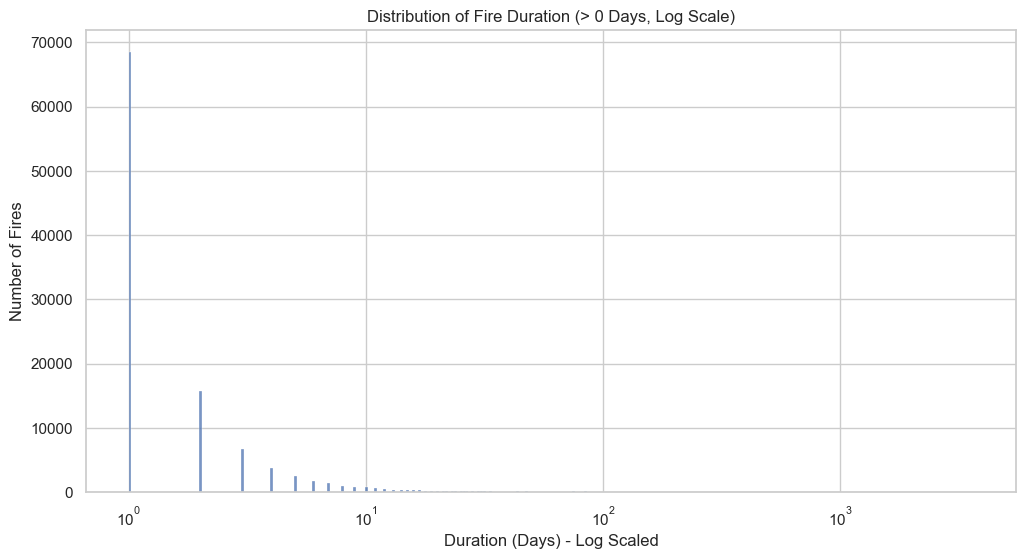 Distribution of Fire Duration (> 0 Days, Log Scale)
Number of Fires
70000
60000
50000
40000
30000
20000
10000
0
10⁰ 10¹ 10² 10³
Duration (Days) - Log Scaled